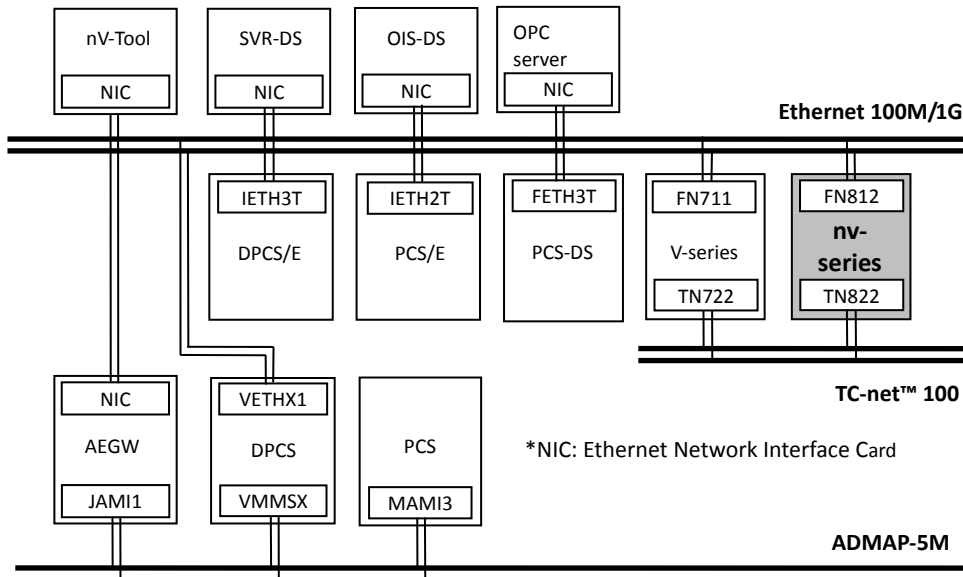 nV-Tool
SVR-DS
OIS-DS
OPC
server
NIC
NIC
NIC
NIC
Ethernet 100M/1G
IETH3T
IETH2T
FETH3T
FN711
FN812
DPCS/E
PCS/E
PCS-DS
V-series
nv-
series
TN722
TN822
TC-net™ 100
NIC
VETHX1
AEGW
DPCS
PCS
*NIC: Ethernet Network Interface Card
JAMI1
VMMSX
MAMI3
ADMAP-5M